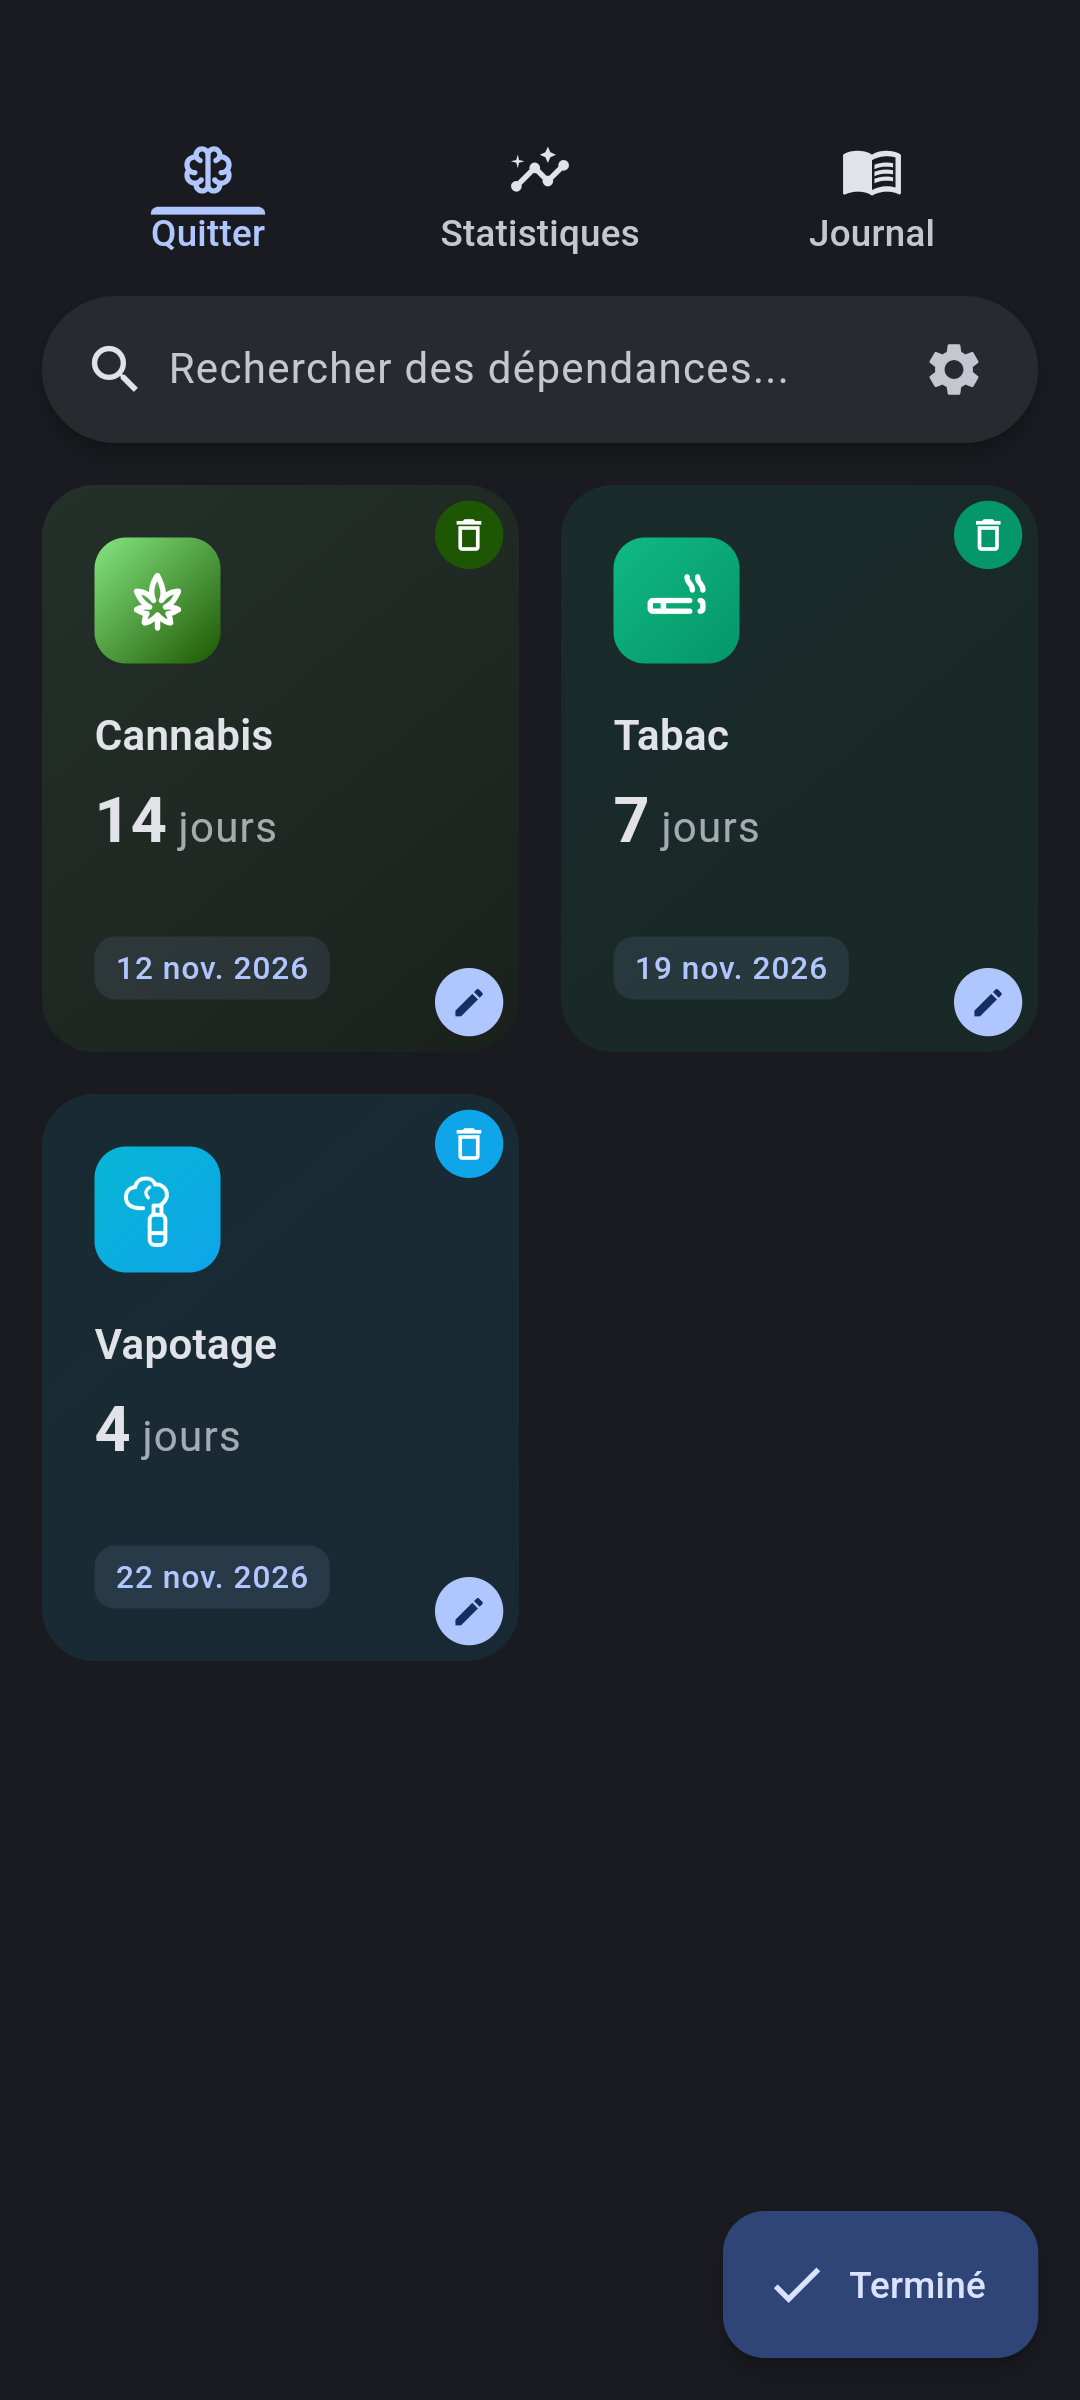 Quitter
Statistiques
Journal
Rechercher des dépendances...
Cannabis
14 jours
12 nov. 2026
Tabac
7 jours
19 nov. 2026
Vapotage
4 jours
22 nov. 2026
Terminé